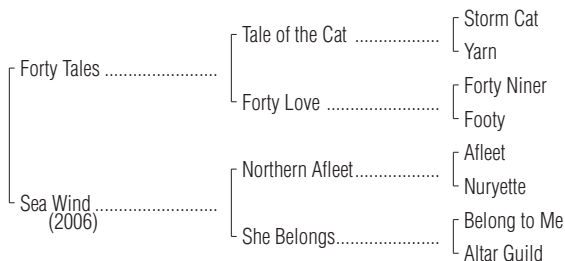 Storm Cat
Tale of the Cat ..................
Yarn
Forty Tales ........................
Forty Niner
Forty Love ........................
Footy
Afleet
Northern Afleet..................
Nuryette
Sea Wind ..........................
(2006)
Belong to Me
She Belongs......................
Altar Guild